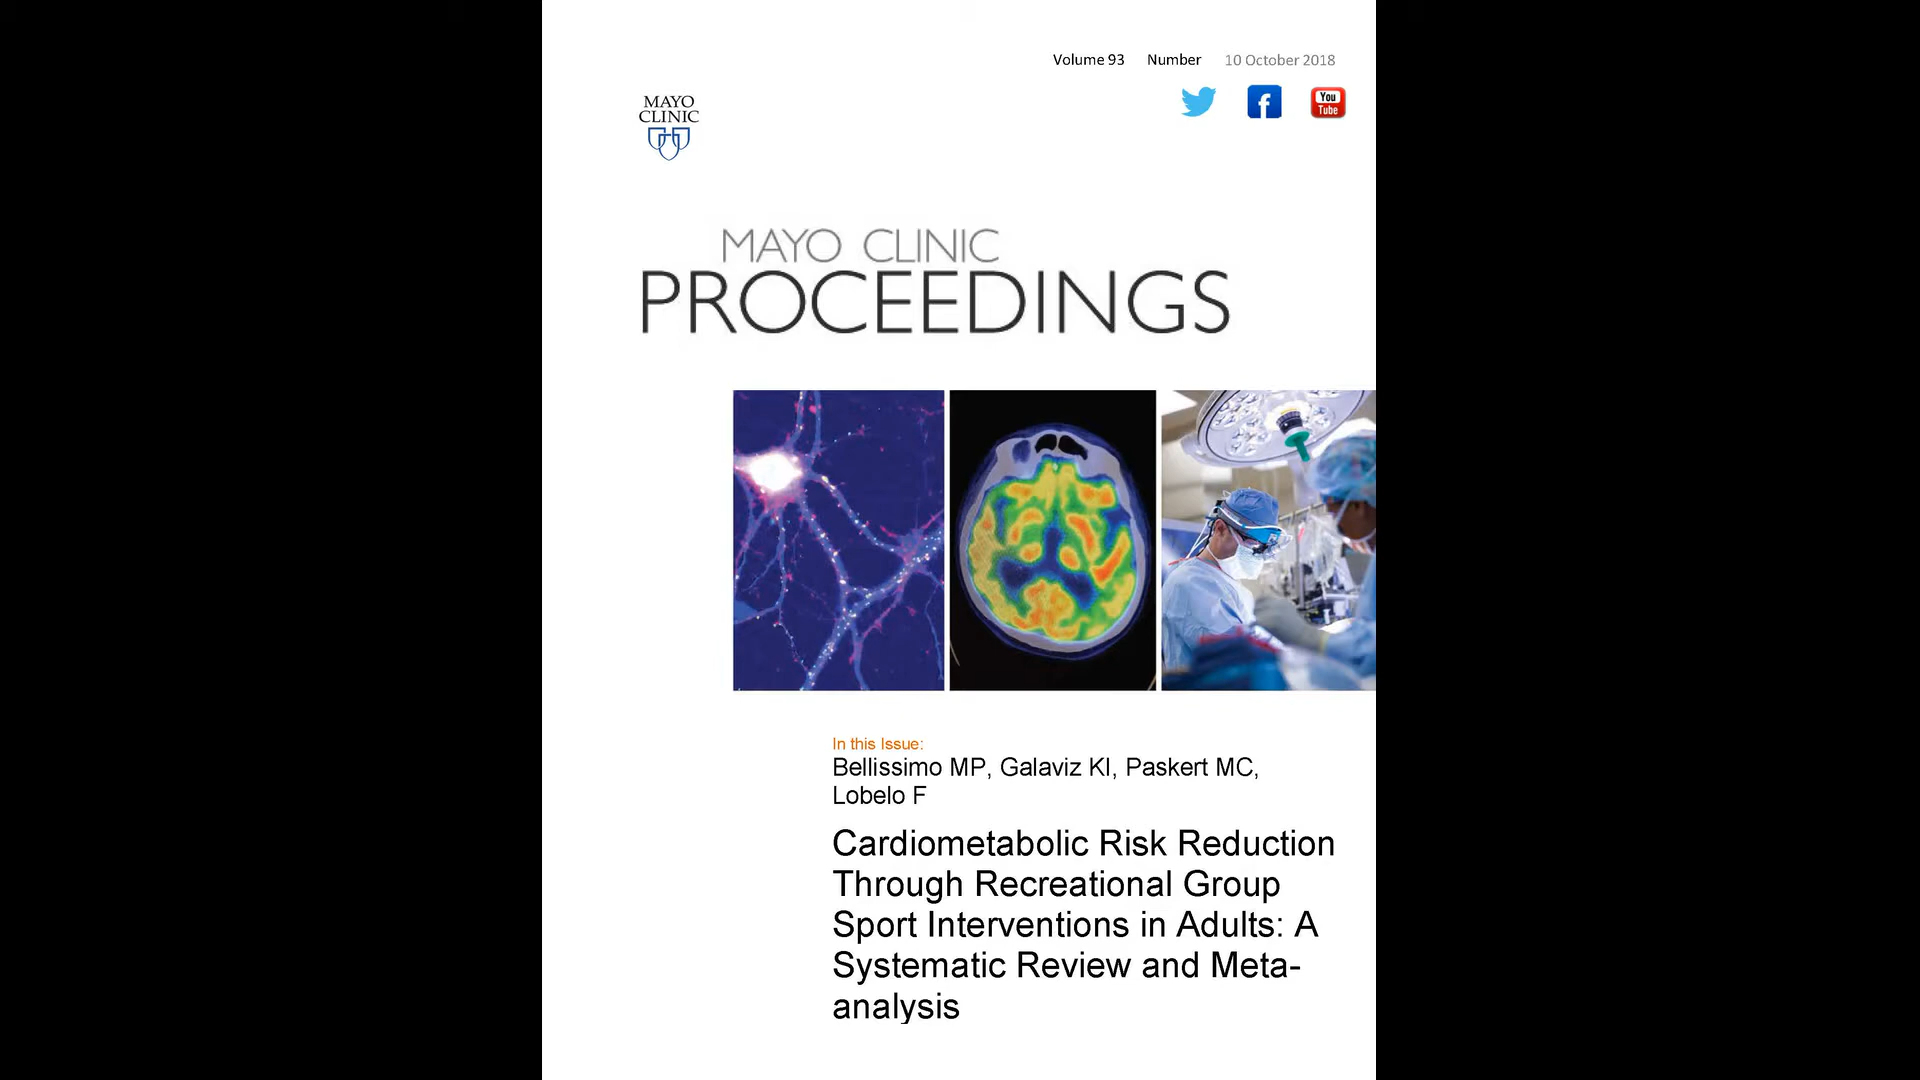 Volume 93 Number 10 October 2018
MAYO
CLINIC
You
Tube
MAYO CLINIC
PROCEEDINGS
In this Issue:
Bellissimo MP, Galaviz KI, Paskert MC,
Lobelo F
Cardiometabolic Risk Reduction
Through Recreational Group
Sport Interventions in Adults: A
Systematic Review and Meta-
analysis